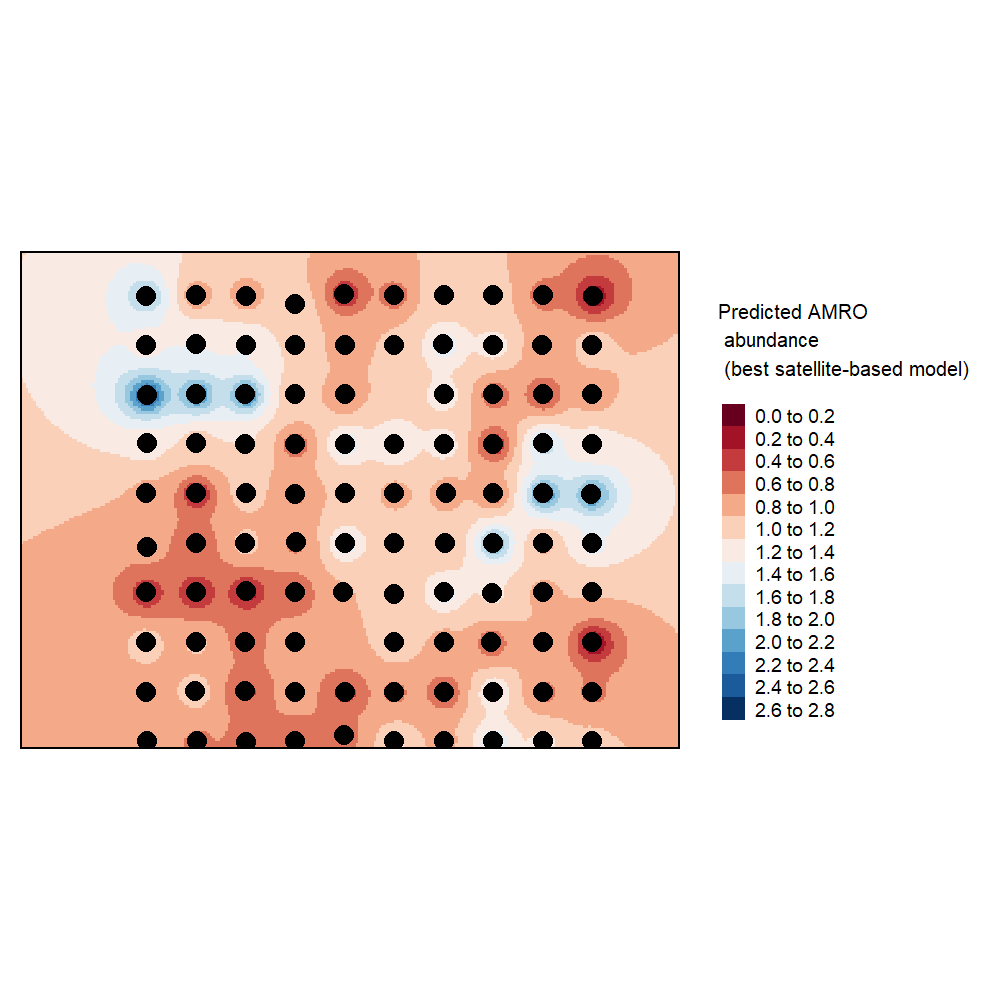 Predicted AMRO
abundance
(best satellite-based model)
0.0 to 0.2
0.2 to 0.4
0.4 to 0.6
0.6 to 0.8
0.8 to 1.0
1.0 to 1.2
1.2 to 1.4
1.4 to 1.6
1.6 to 1.8
1.8 to 2.0
2.0 to 2.2
2.2 to 2.4
2.4 to 2.6
2.6 to 2.8